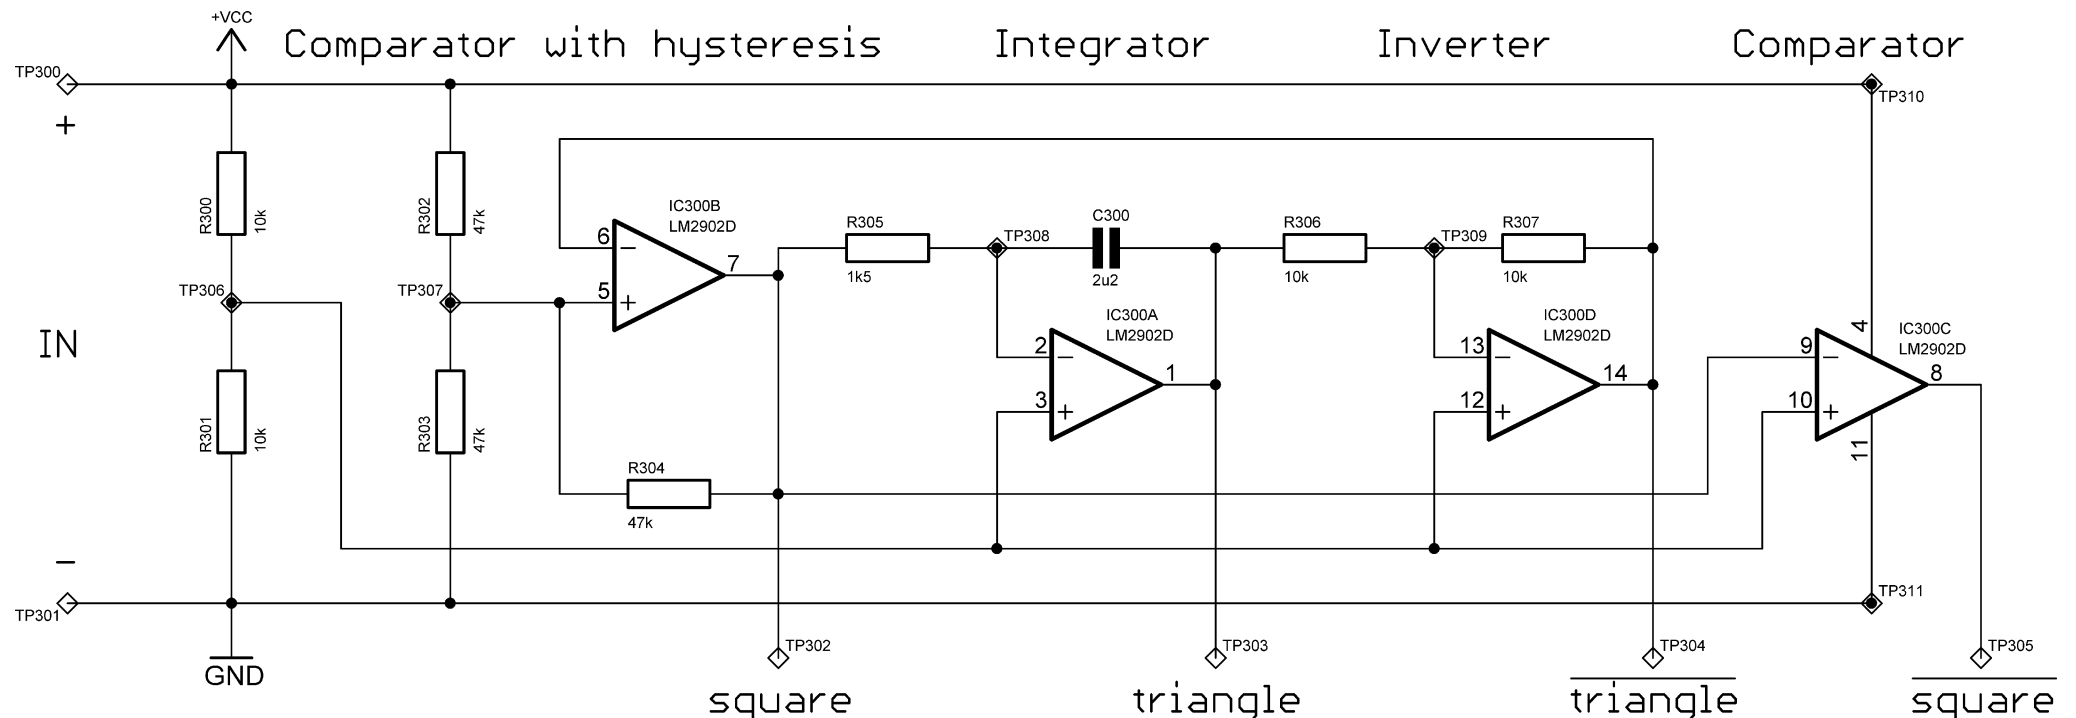 +VCC
Comparator with hysteresis
Integrator
Inverter
Comparator
TP300
TP310
+
R300
10k
R302
47k
IC300B
LM2902D
6
−
5
+
7
R305
1k5
TP308
C300
2u2
R306
10k
TP309
R307
10k
TP306
TP307
IN
IC300A
LM2902D
2
−
3
+
1
IC300D
LM2902D
13
−
12
+
14
IC300C
LM2902D
4
9
−
10
+
8
11
R301
10k
R303
47k
R304
47k
−
TP301
TP311
GND
TP302
TP303
TP304
TP305
square
triangle
triangle
square